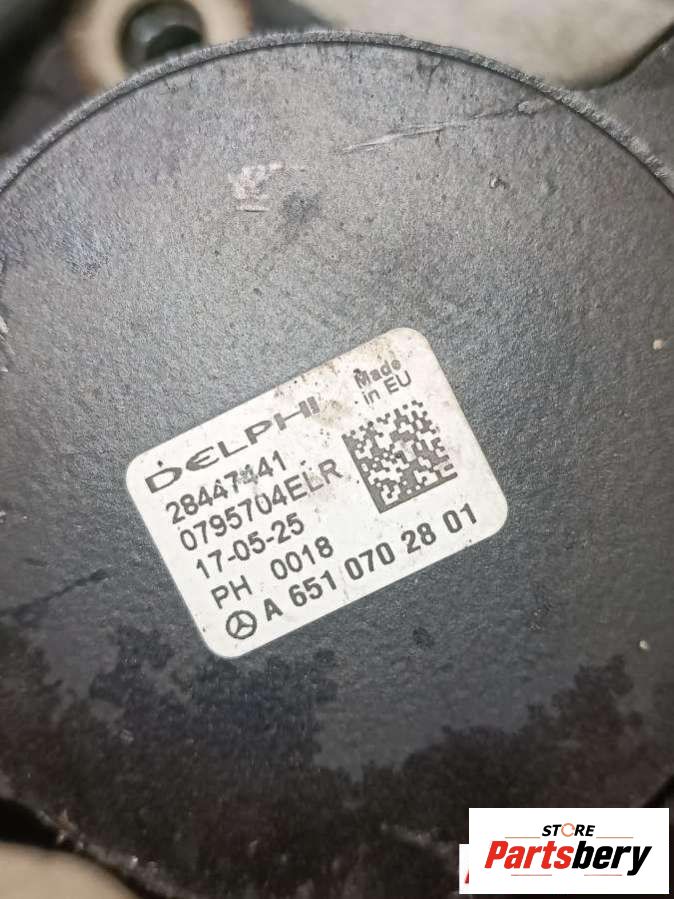 DELPHI
Made
in EU
28447441
0795704ELR
17-05-25
PH 0018
A 651 070 28 01
STORE
Partsbery